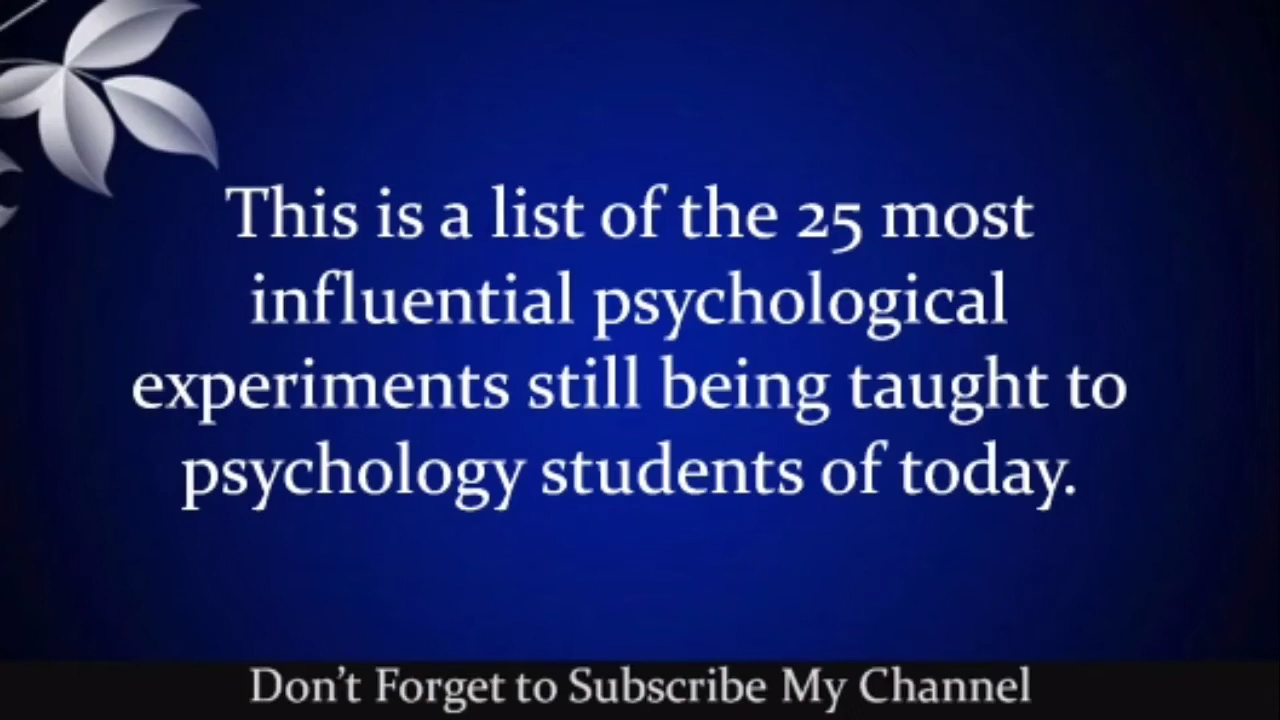 This is a list of the 25 most
influential psychological
experiments still being taught to
psychology students of today.
Don’t Forget to Subscribe My Channel